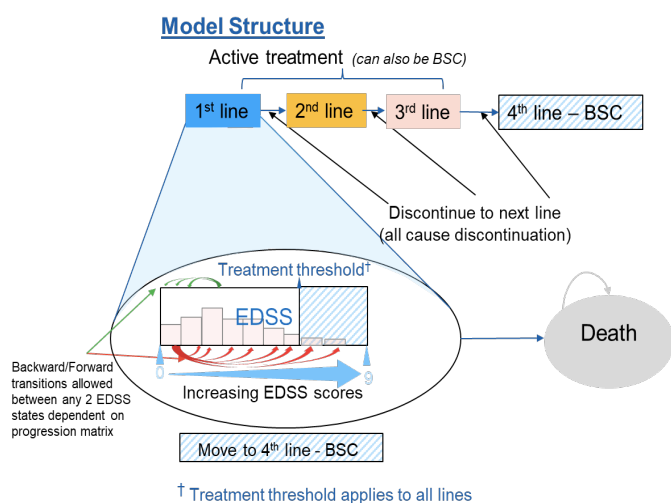 Model Structure
Active treatment (can also be BSC)
1st line
2nd line
3rd line
4th line – BSC
Discontinue to next line
(all cause discontinuation)
Treatment threshold†
EDSS
Death
Backward/Forward
transitions allowed
between any 2 EDSS
states dependent on
progression matrix
0
9
Increasing EDSS scores
Move to 4th line - BSC
† Treatment threshold applies to all lines